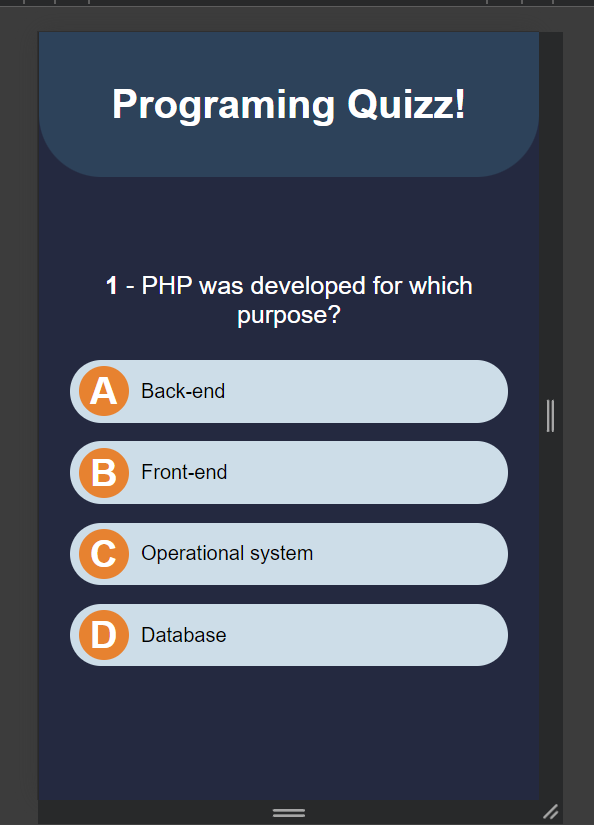 Programing Quizz!
1 - PHP was developed for which
purpose?
A Back-end
B Front-end
C Operational system
D Database